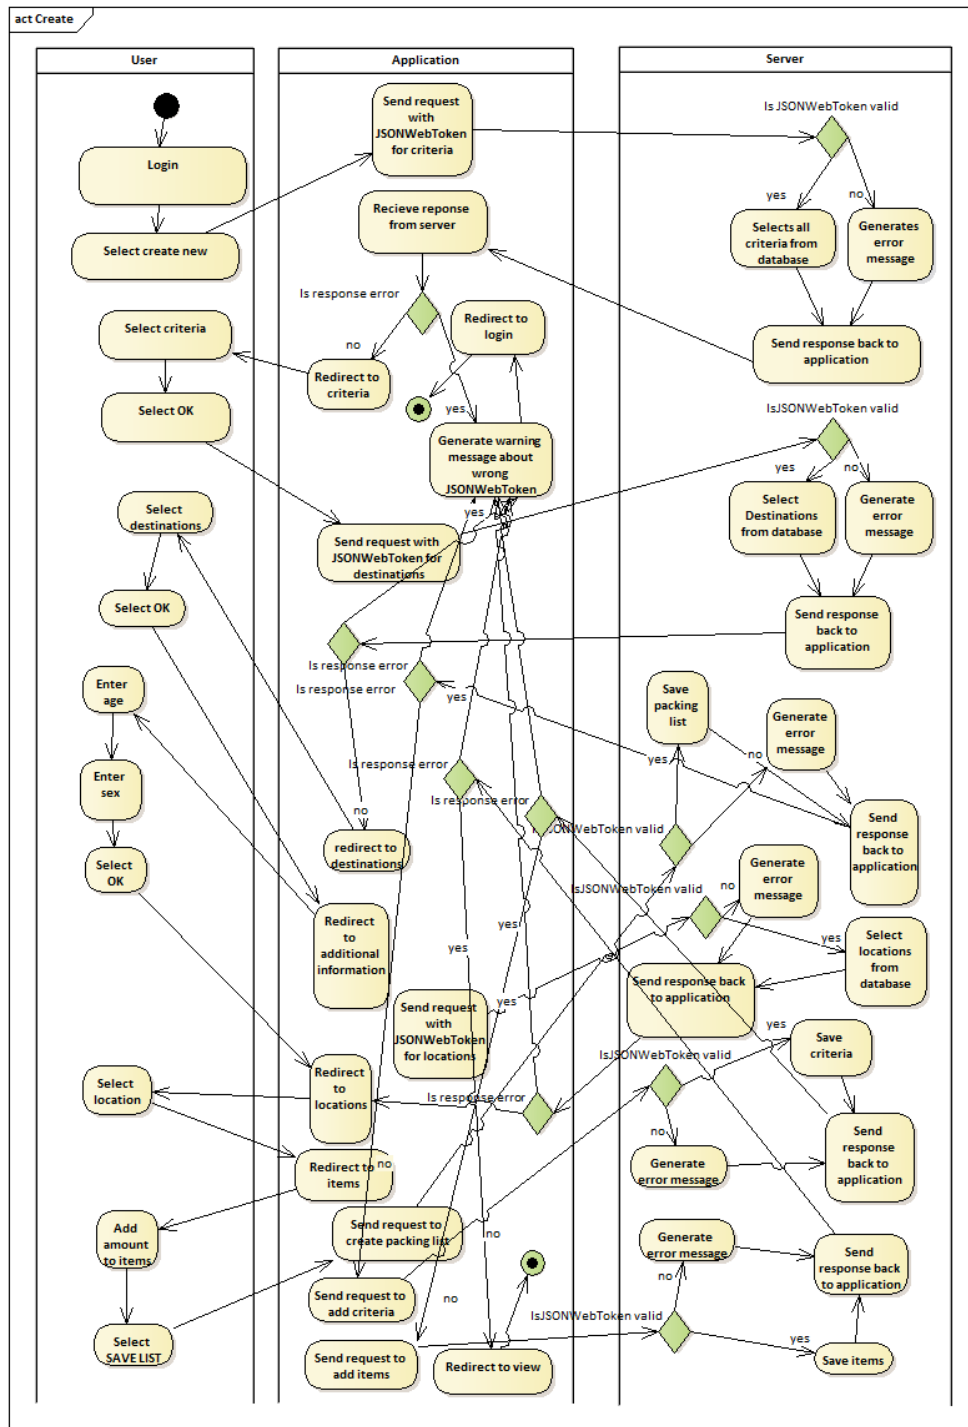 act Create
User
Application
Server
Login
Select create new
Select criteria
Select OK
Select
destinations
Select OK
Enter
age
Enter
sex
Select
OK
Select
location
Add
amount
to items
Select
SAVE LIST
Send request
with
JSONWebToken
for criteria
Recieve reponse
from server
Is response error
Redirect to
login
no
Redirect to
criteria
yes
Generate warning
message about
wrong
JSONWebToken
yes
Send request with
JSONWebToken for
destinations
Is response error
Is response error
yes
Is response error
Is response error
no
redirect to
destinations
yes
yes
Redirect
to
additional
information
Send request
with
JSONWebToken
for locations
yes
Redirect
to
locations
Is response error
Redirect to
items
no
Send request to
create packing list
no
Send request to
add criteria
no
Send request to
add items
Redirect to view
Is JSONWebToken valid
yes
no
Selects all
criteria from
database
Generates
error
message
Send response back to
application
IsJSONWebToken valid
yes
no
Select
Destinations
from database
Generate
error
message
Send response
back to
application
Save
packing
list
Generate
error
message
no
yes
IsJSONWebToken valid
Send
response
back to
application
Generate
error
message
IsJSONWebToken valid
no
yes
Select
locations
from
database
Send response back
to application
yes
Save
criteria
IsJSONWebToken valid
no
Generate
error message
Send
response
back to
application
Generate
error message
no
Send
response back
to application
IsJSONWebToken valid
yes
Save items